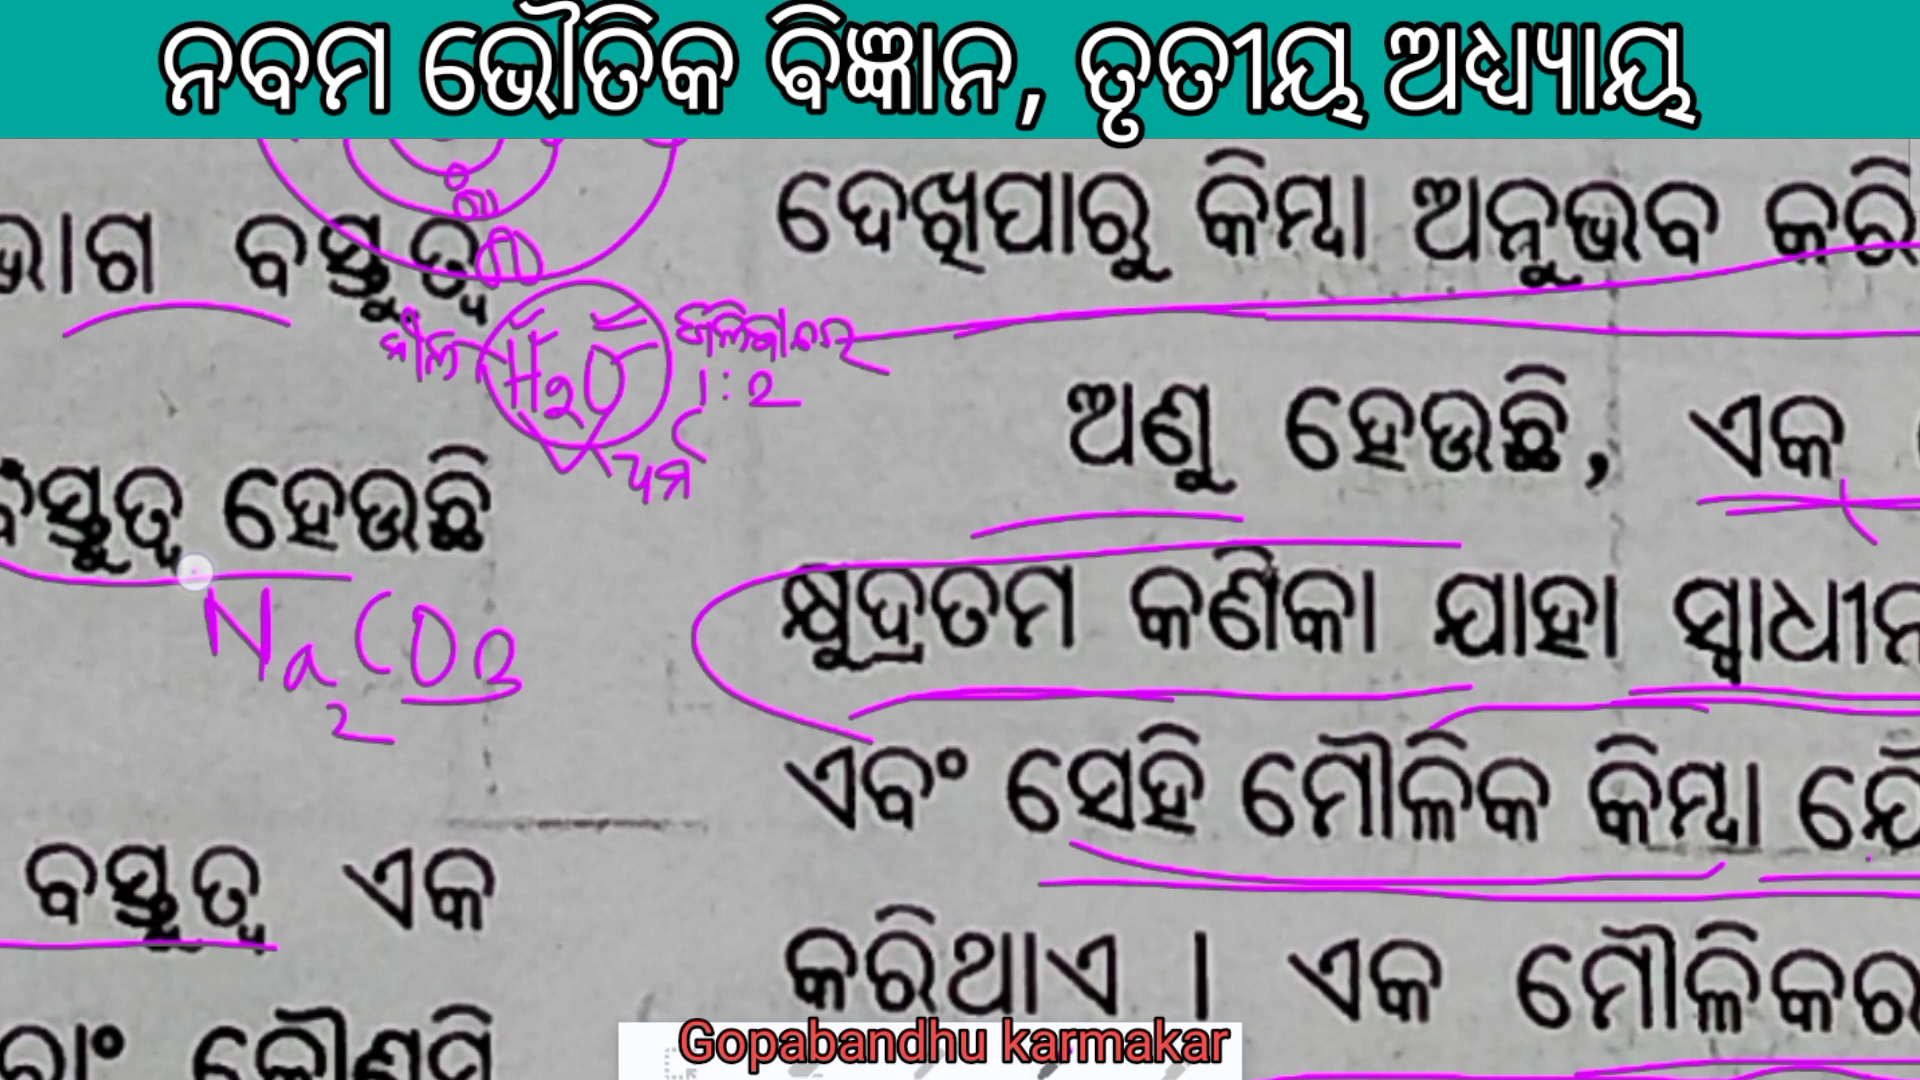 ନବମ ଭୌତିକ ବିଜ୍ଞାନ, ତୃତୀୟ ଅଧ୍ୟାୟ
ଭାଗ ବସ୍ତୁତ୍ୱ
ବସ୍ତୁତ୍ୱ ହେଉଛି
Na2CO3
ବସ୍ତୁତ୍ୱ ଏକ
କୌଣସି
H2O
1:2
ଦେଖିପାରୁ କିମ୍ବା ଅନୁଭବ କରି
ଅଣୁ ହେଉଛି, ଏକ
କ୍ଷୁଦ୍ରତମ କଣିକା ଯାହା ସ୍ୱାଧୀନ
ଏବଂ ସେହି ମୌଳିକ କିମ୍ବା ଯୌ
କରିଥାଏ । ଏକ ମୌଳିକର
Gopabandhu karmakar